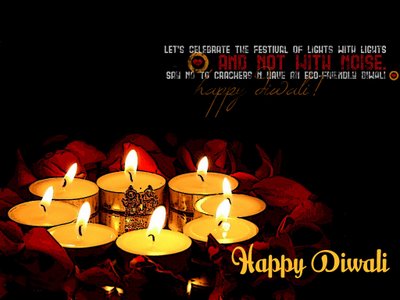 LET'S CELEBRATE THE FESTIVAL OF LIGHTS WITH LIGHTS
AND NOT WITH NOISE.
SAY NO TO CRACKERS N HAVE AN ECO-FRIENDLY DIWALI
happy diwali!
Happy Diwali